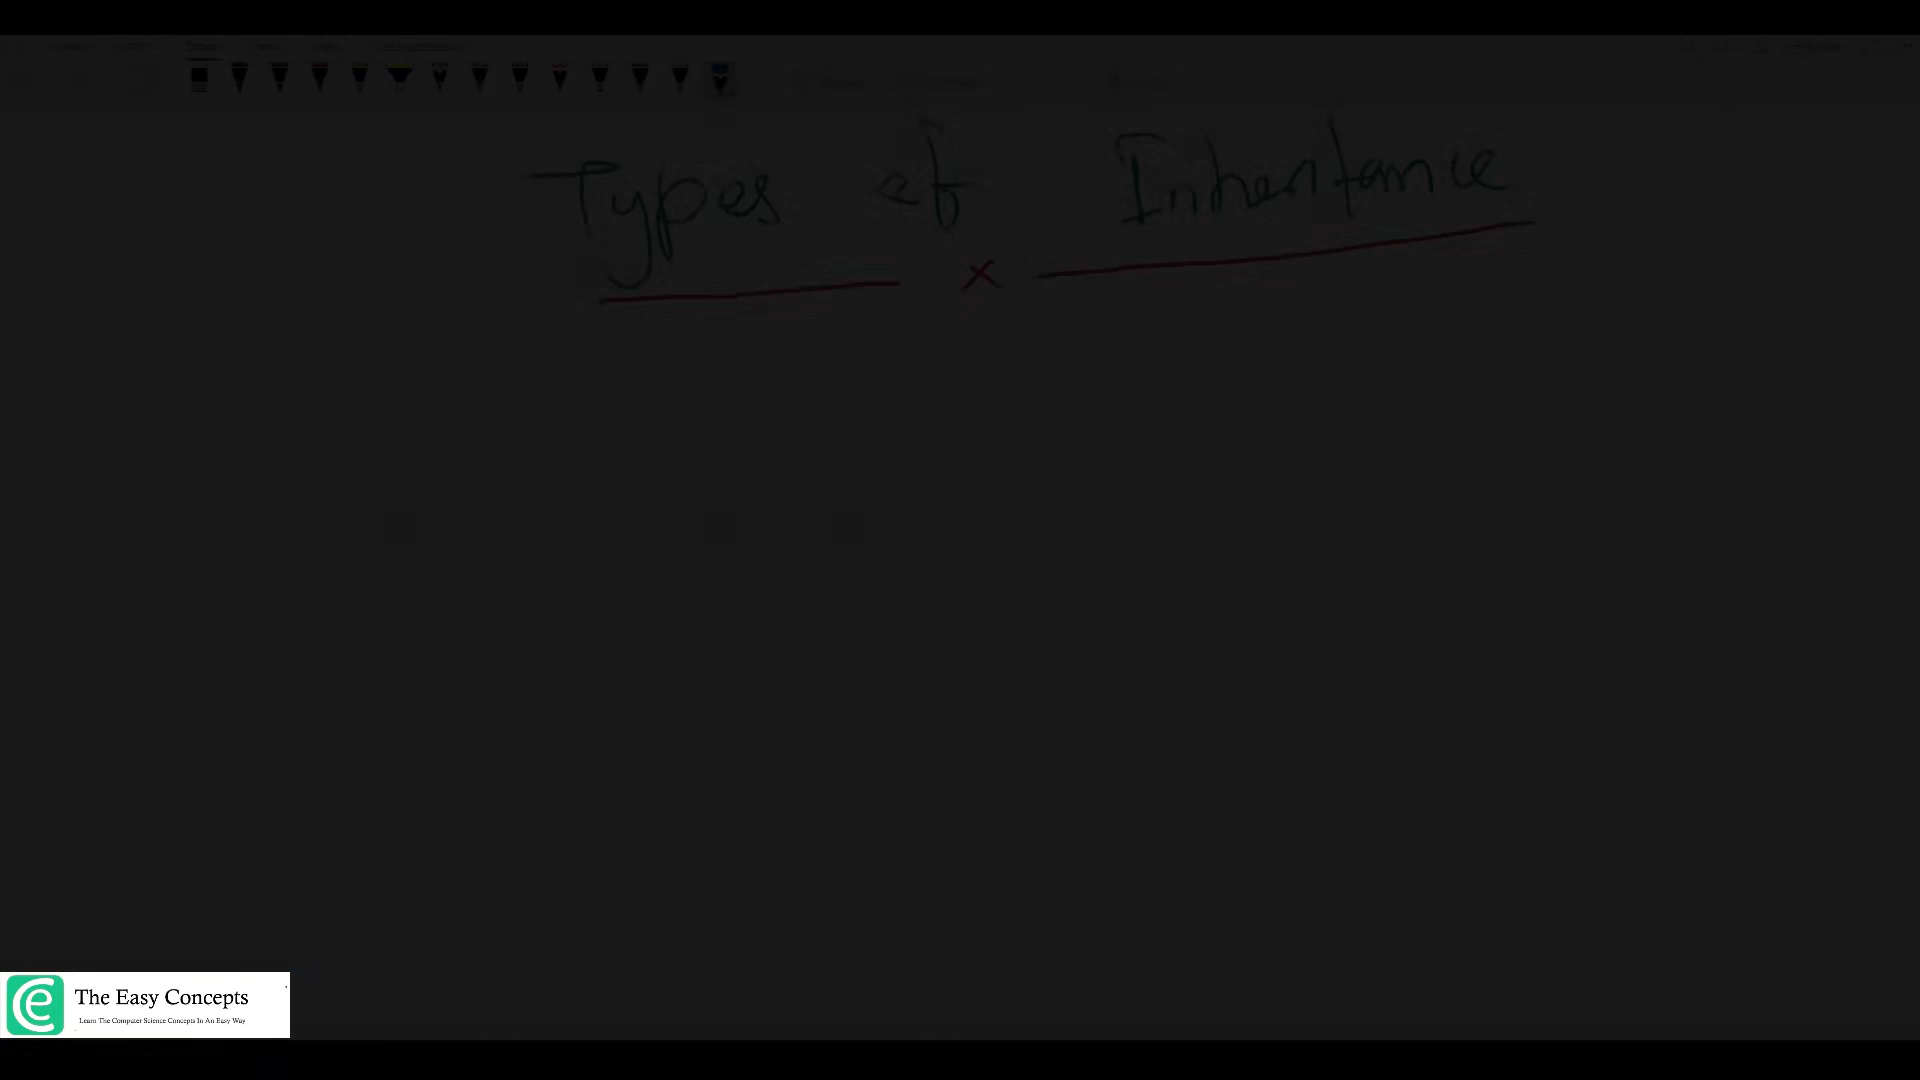 Types of Inheritance
x
The Easy Concepts
Learn The Computer Science Concepts In An Easy Way